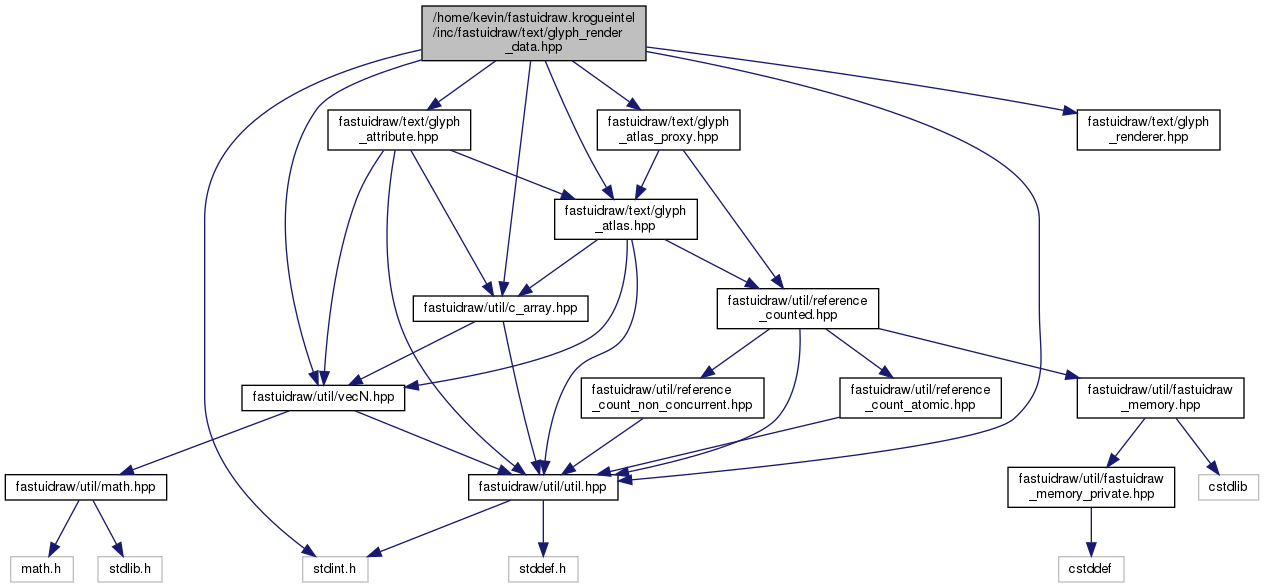 /home/kevin/fastuidraw.krogueintel
/inc/fastuidraw/text/glyph_render
_data.hpp
fastuidraw/text/glyph
_attribute.hpp
fastuidraw/text/glyph
_atlas_proxy.hpp
fastuidraw/text/glyph
_renderer.hpp
fastuidraw/text/glyph
_atlas.hpp
fastuidraw/util/c_array.hpp
fastuidraw/util/reference
_counted.hpp
fastuidraw/util/vecN.hpp
fastuidraw/util/reference
_count_non_concurrent.hpp
fastuidraw/util/reference
_count_atomic.hpp
fastuidraw/util/fastuidraw
_memory.hpp
fastuidraw/util/math.hpp
fastuidraw/util/util.hpp
fastuidraw/util/fastuidraw
_memory_private.hpp
cstdlib
math.h
stdlib.h
stdint.h
stddef.h
cstddef